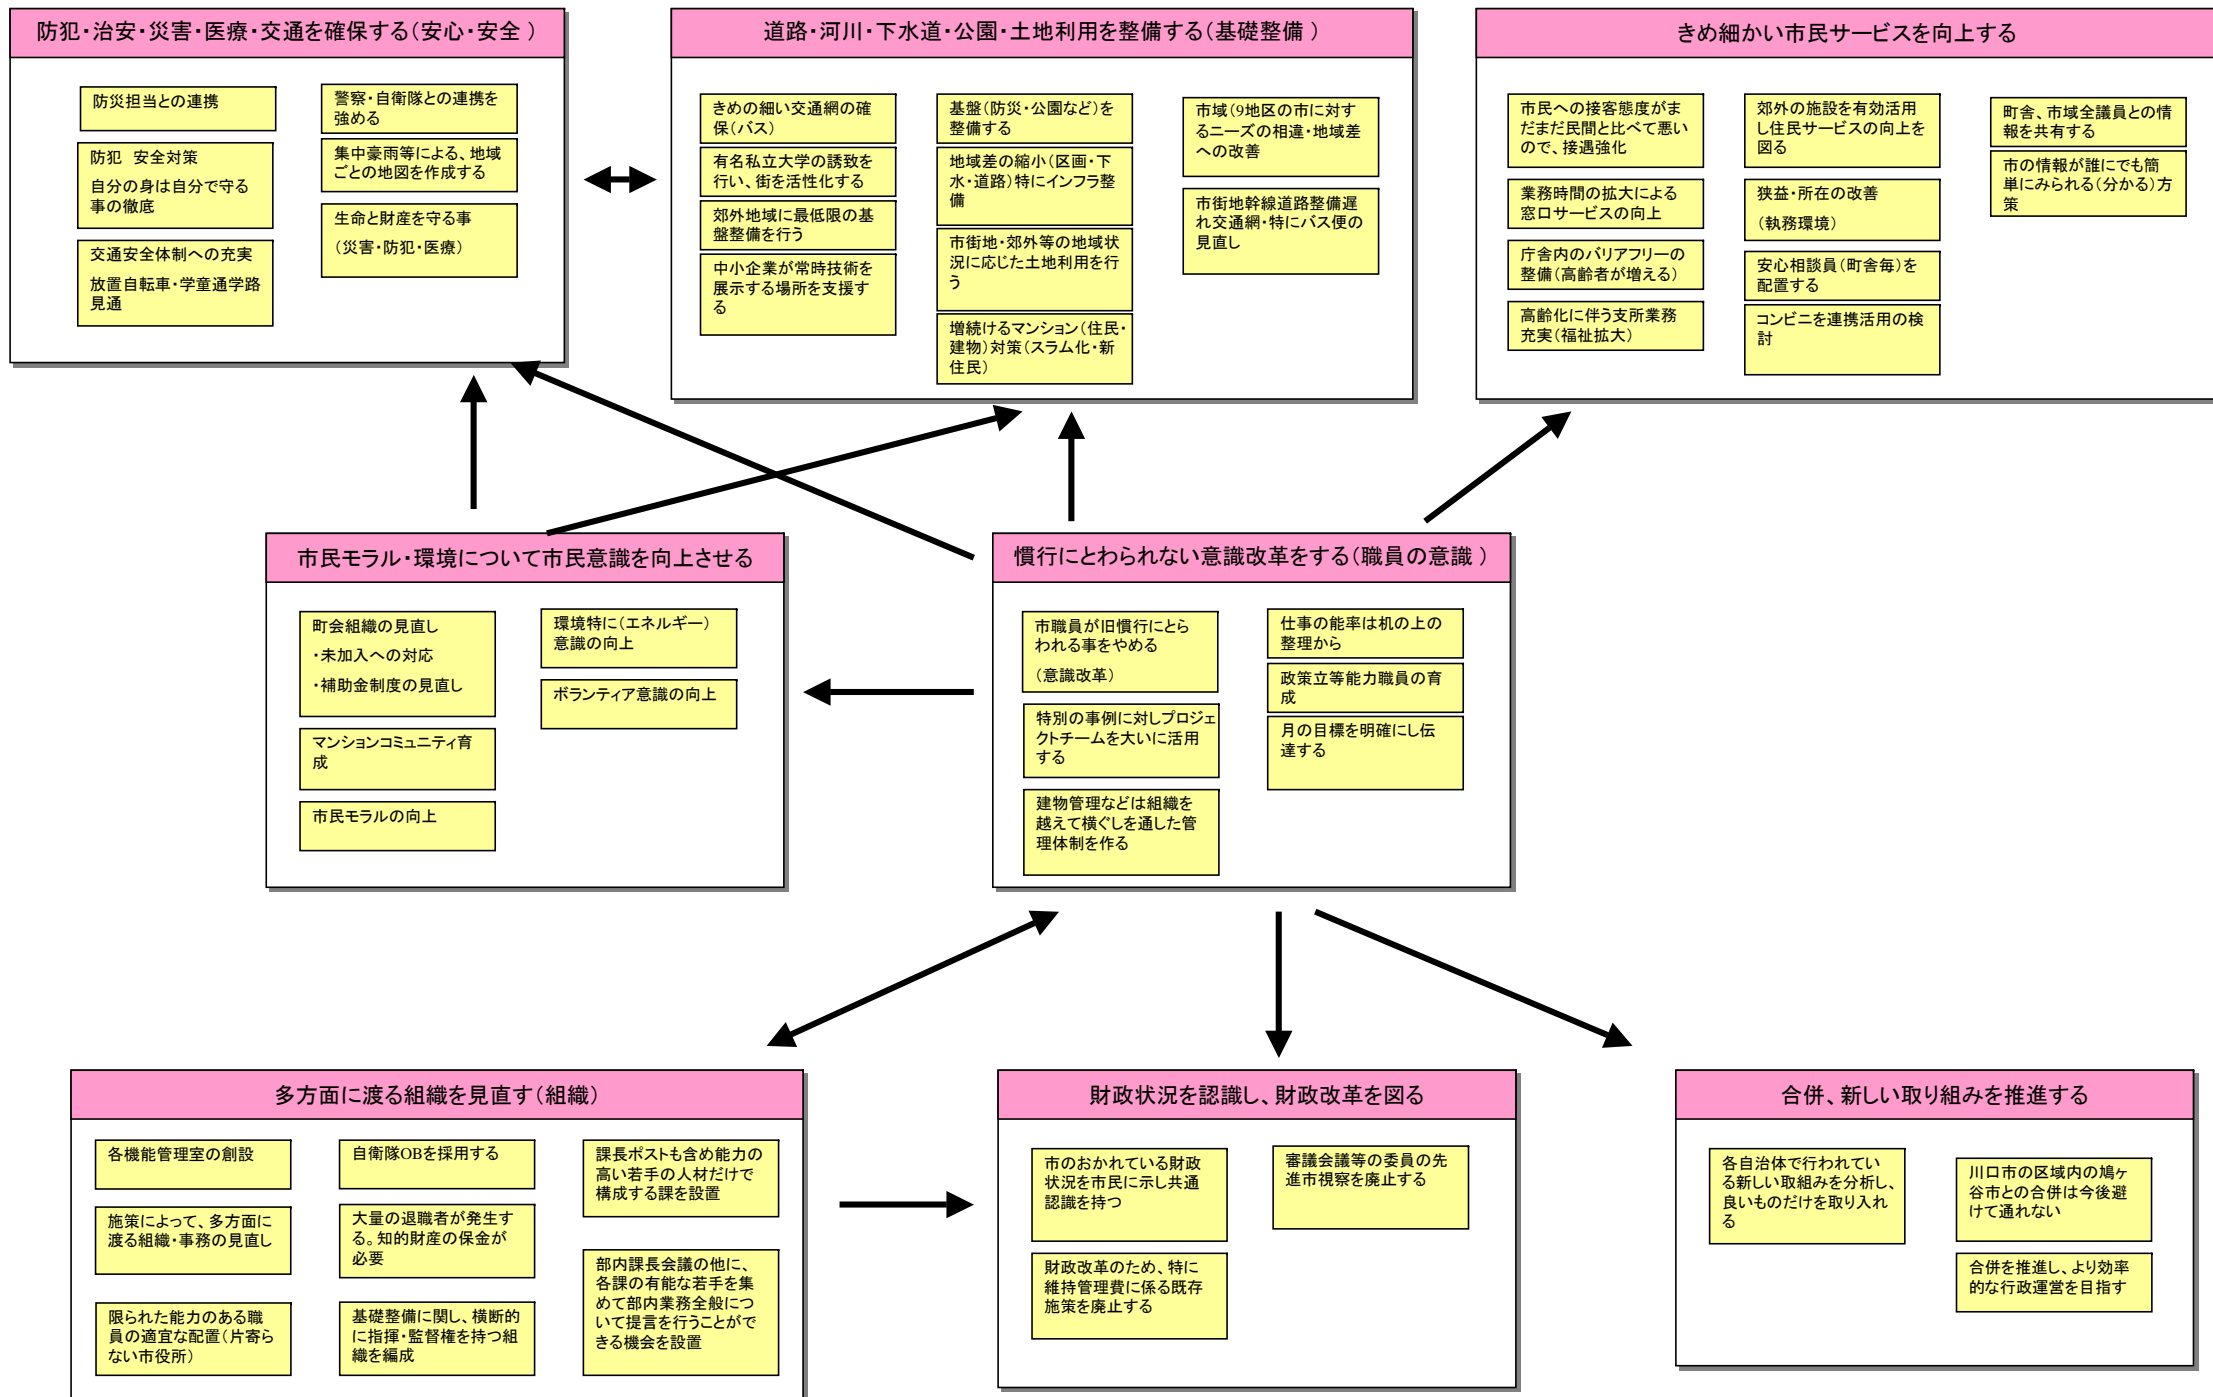 防犯・治安・災害・医療・交通を確保する(安心・安全)
防災担当との連携
防犯　安全対策
自分の身は自分で守る
事の徹底
交通安全体制への充実
放置自転車・学童通学路
見通
警察・自衛隊との連携を
強める
集中豪雨等による、地域
ごとの地図を作成する
生命と財産を守る事
(災害・防犯・医療)
道路・河川・下水道・公園・土地利用を整備する(基礎整備)
きめの細い交通網の確
保(バス)
有名私立大学の誘致を
行い、街を活性化する
郊外地域に最低限の基
盤整備を行う
中小企業が常時技術を
展示する場所を支援す
る
基盤(防災・公園など)を
整備する
地域差の縮小(区画・下
水・道路)特にインフラ整
備
市街地・郊外等の地域状
況に応じた土地利用を行
う
増続けるマンション(住民・
建物)対策(スラム化・新
住民)
市域(9地区の市に対す
るニーズの相違・地域差
への改善
市街地幹線道路整備遅
れ交通網・特にバス便の
見直し
きめ細かい市民サービスを向上する
市民への接客態度がま
だまだ民間と比べて悪い
ので、接遇強化
業務時間の拡大による
窓口サービスの向上
庁舎内のバリアフリーの
整備(高齢者が増える)
高齢化に伴う支所業務
充実(福祉拡大)
郊外の施設を有効活用
し住民サービスの向上を
図る
狭益・所在の改善
(執務環境)
安心相談員(町舎毎)を
配置する
コンビニを連携活用の検
討
町舎、市域全議員との情
報を共有する
市の情報が誰にでも簡
単にみられる(分かる)方
策
市民モラル・環境について市民意識を向上させる
町会組織の見直し
・未加入への対応
・補助金制度の見直し
マンションコミュニティ育
成
市民モラルの向上
環境特に(エネルギー)
意識の向上
ボランティア意識の向上
慣行にとわられない意識改革をする(職員の意識)
市職員が旧慣行にとら
われる事をやめる
(意識改革)
特別の事例に対しプロジェ
クトチームを大いに活用
する
建物管理などは組織を
越えて横ぐしを通した管
理体制を作る
仕事の能率は机の上の
整理から
政策立等能力職員の育
成
月の目標を明確にし伝
達する
多方面に渡る組織を見直す(組織)
各機能管理室の創設
施策によって、多方面に
渡る組織・事務の見直し
限られた能力のある職
員の適宜な配置(片寄ら
ない市役所)
自衛隊OBを採用する
大量の退職者が発生す
る。知的財産の保金が
必要
基礎整備に関し、横断的
に指揮・監督権を持つ組
織を編成
課長ポストも含め能力の
高い若手の人材だけで
構成する課を設置
部内課長会議の他に、
各課の有能な若手を集
めて部内業務全般につ
いて提言を行うことがで
きる機会を設置
財政状況を認識し、財政改革を図る
市のおかれている財政
状況を市民に示し共通
認識を持つ
財政改革のため、特に
維持管理費に係る既存
施策を廃止する
審議会議等の委員の先
進市視察を廃止する
合併、新しい取り組みを推進する
各自治体で行われてい
る新しい取組みを分析し、
良いものだけを取り入れ
る
川口市の区域内の鳩ヶ
谷市との合併は今後避
けて通れない
合併を推進し、より効率
的な行政運営を目指す